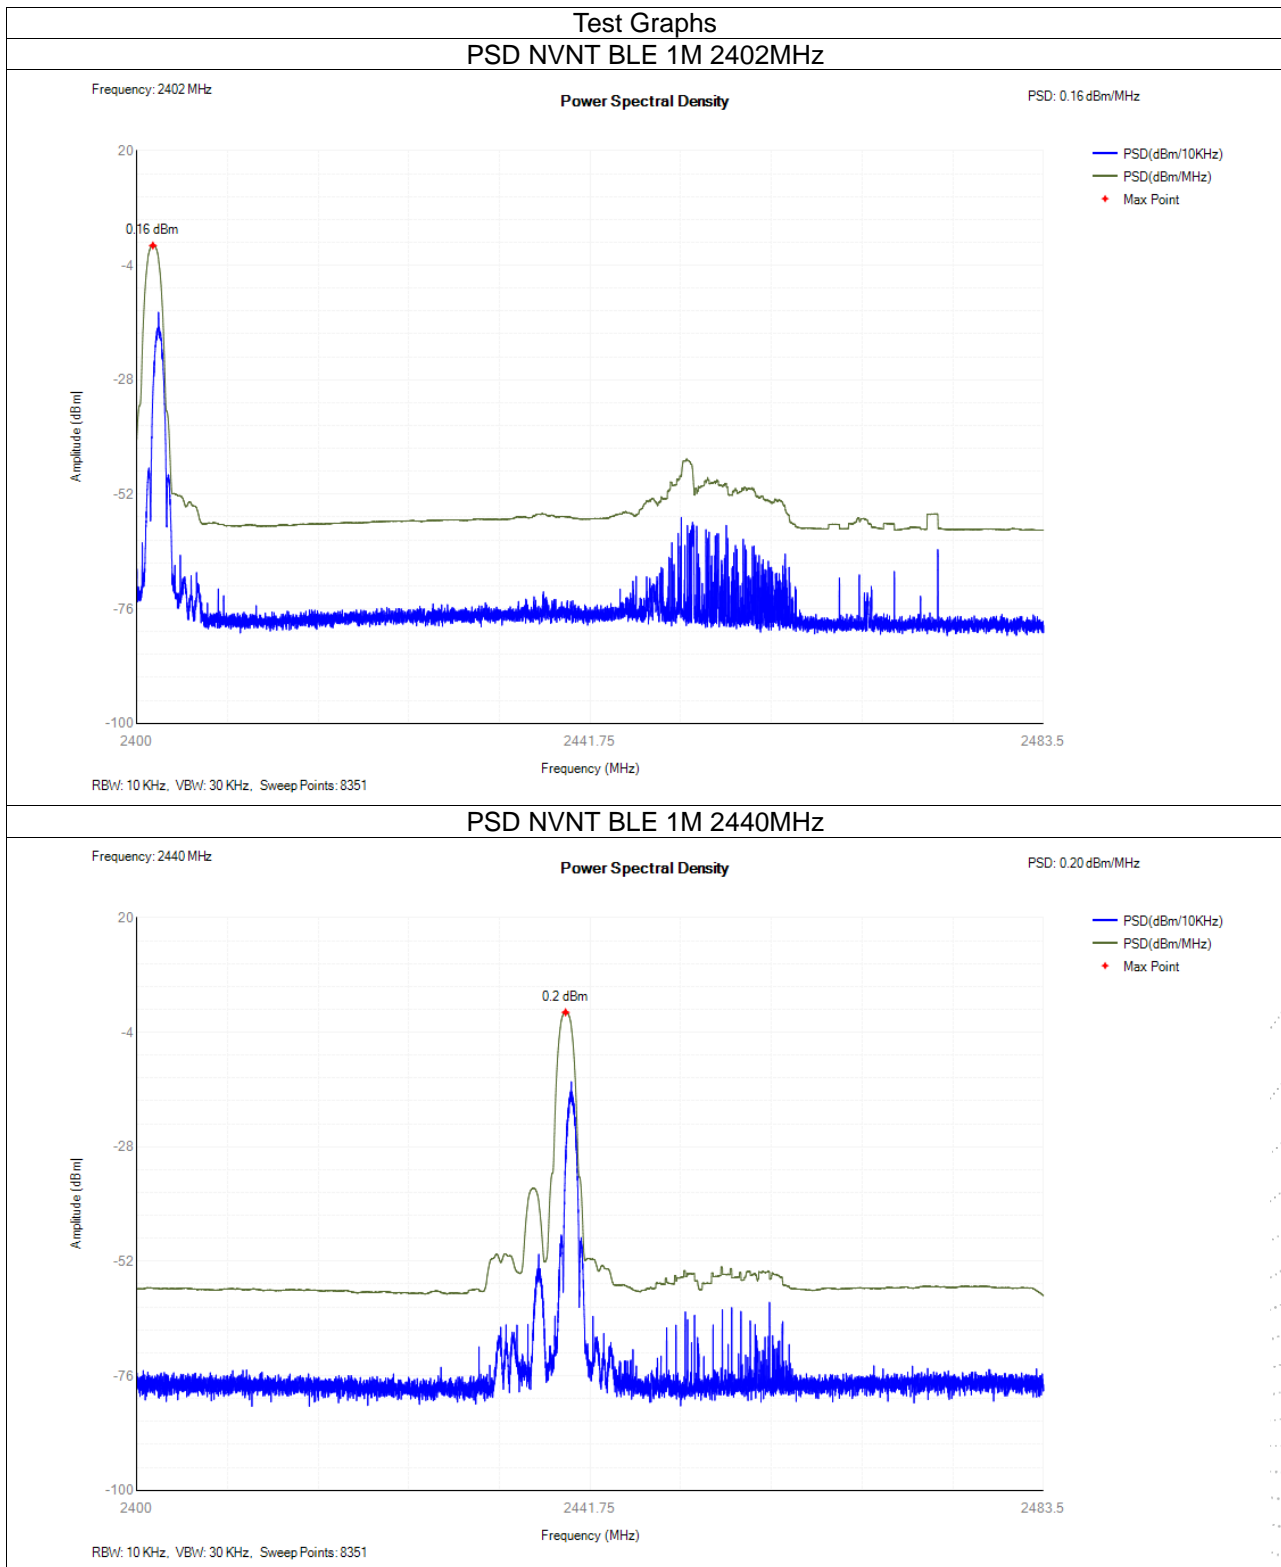 Test Graphs
PSD NVNT BLE 1M 2402MHz
Frequency: 2402 MHz
Power Spectral Density
PSD: 0.16 dBm/MHz
PSD(dBm/10KHz)
PSD(dBm/MHz)
Max Point
0.16 dBm
20
-4
-28
-52
-76
-100
Amplitude (dBm)
2400
2441.75
2483.5
Frequency (MHz)
RBW: 10 KHz, VBW: 30 KHz, Sweep Points: 8351
PSD NVNT BLE 1M 2440MHz
Frequency: 2440 MHz
Power Spectral Density
PSD: 0.20 dBm/MHz
PSD(dBm/10KHz)
PSD(dBm/MHz)
Max Point
0.2 dBm
20
-4
-28
-52
-76
-100
Amplitude (dBm)
2400
2441.75
2483.5
Frequency (MHz)
RBW: 10 KHz, VBW: 30 KHz, Sweep Points: 8351